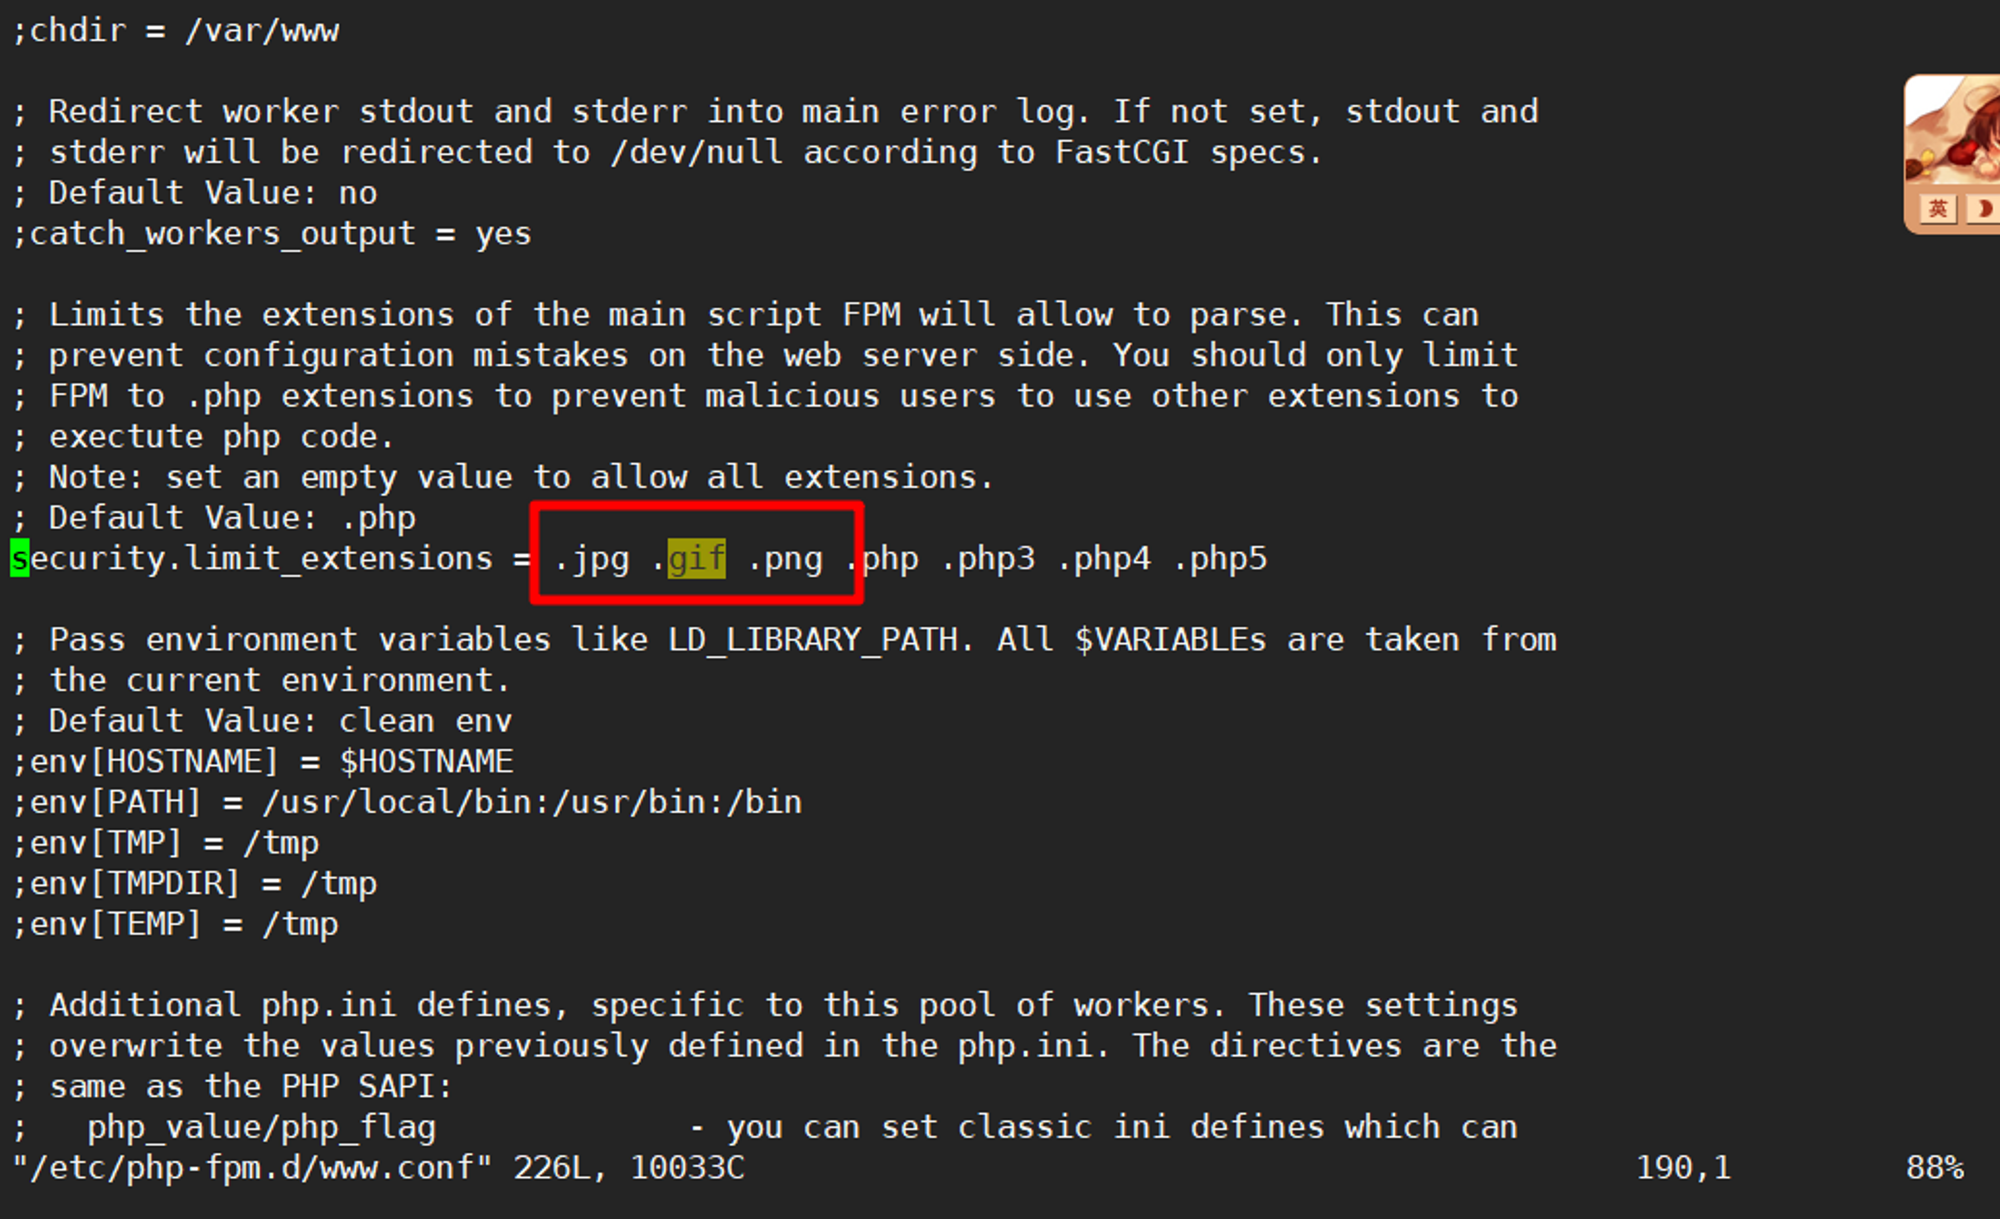 ;chdir = /var/www
; Redirect worker stdout and stderr into main error log. If not set, stdout and
; stderr will be redirected to /dev/null according to FastCGI specs.
; Default Value: no
;catch_workers_output = yes
; Limits the extensions of the main script FPM will allow to parse. This can
; prevent configuration mistakes on the web server side. You should only limit
; FPM to .php extensions to prevent malicious users to use other extensions to
; exectute php code.
; Note: set an empty value to allow all extensions.
; Default Value: .php
security.limit_extensions = .jpg .gif .png .php .php3 .php4 .php5
; Pass environment variables like LD_LIBRARY_PATH. All $VARIABLEs are taken from
; the current environment.
; Default Value: clean env
;env[HOSTNAME] = $HOSTNAME
;env[PATH] = /usr/local/bin:/usr/bin:/bin
;env[TMP] = /tmp
;env[TMPDIR] = /tmp
;env[TEMP] = /tmp
; Additional php.ini defines, specific to this pool of workers. These settings
; overwrite the values previously defined in the php.ini. The directives are the
; same as the PHP SAPI:
;   php_value/php_flag             - you can set classic ini defines which can
"/etc/php-fpm.d/www.conf" 226L, 10033C 190,1 88%
英